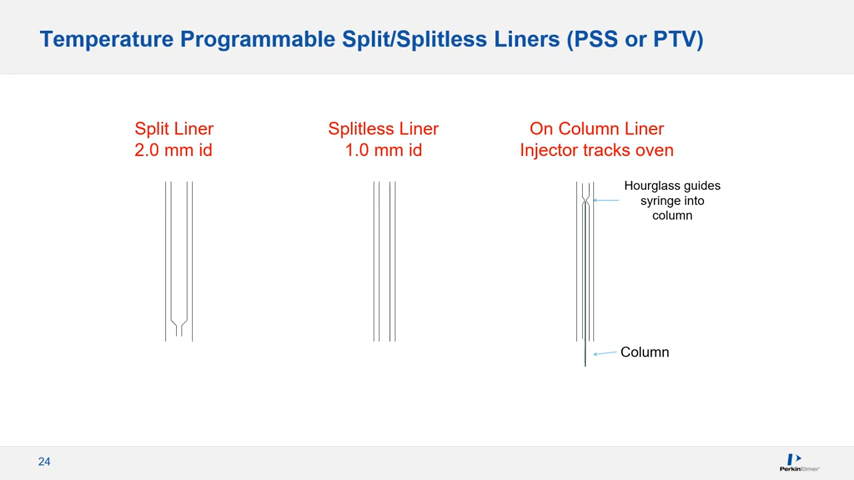 Temperature Programmable Split/Splitless Liners (PSS or PTV)
Split Liner
2.0 mm id
Splitless Liner
1.0 mm id
On Column Liner
Injector tracks oven
Hourglass guides
syringe into
column
Column
24
PerkinElmer